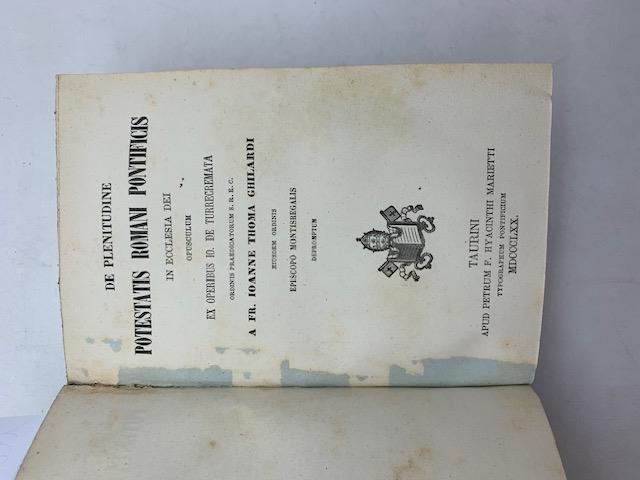 DE PLENITUDINE
POTESTATIS ROMANI PONTIFICIS
IN ECCLESIA DEI
OPUSCULUM
EX OPERIBUS IO. DE TURRECREMATA
ORDINIS PRAEDICATORUM S. R. E. C.
A FR. IOANNE THOMA GHILARDI
EIUSDEM ORDINIS
EPISCOPO MONTISREGALIS
DEPROMPTUM
TAURINI
APUD PETRUM F. HYACINTHI MARIETTI
TYPOGRAPHUM PONTIFICIUM
MDCCCLXX.